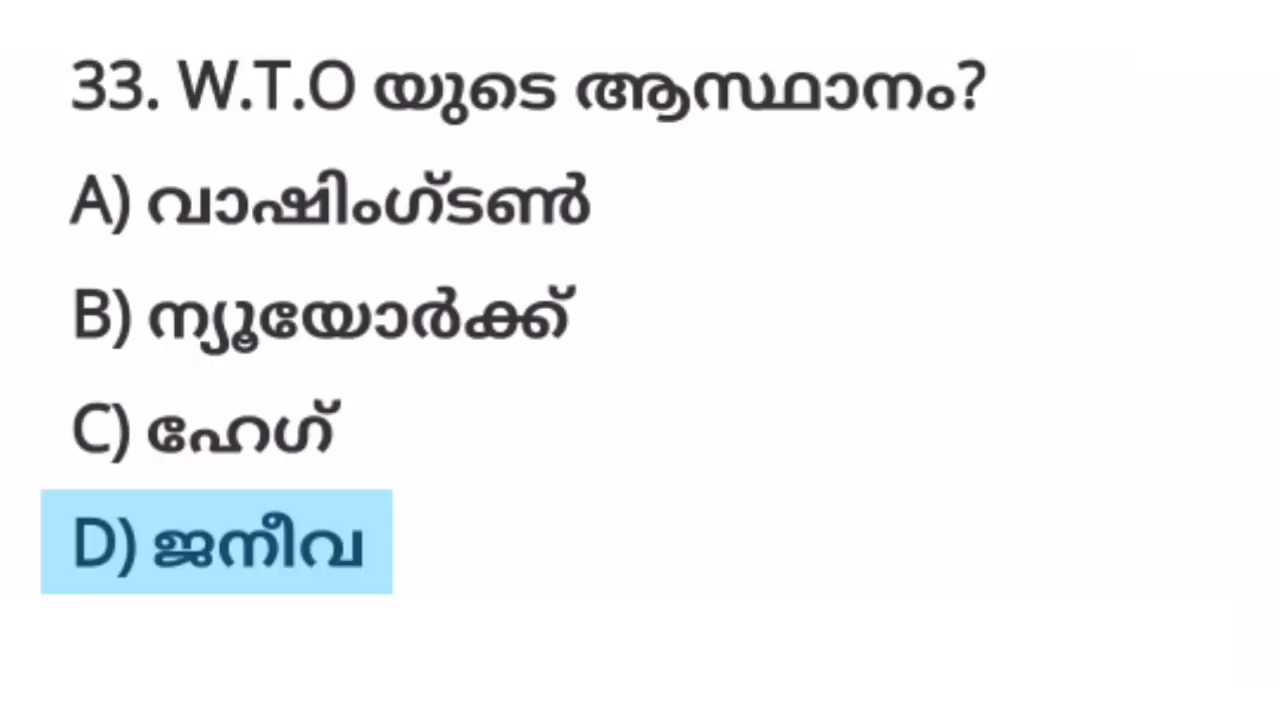 33. W.T.O യുടെ ആസ്ഥാനം?
A) വാഷിംഗ്ടൺ
B) ന്യൂയോർക്ക്
C) ഹേഗ്
D) ജനീവ